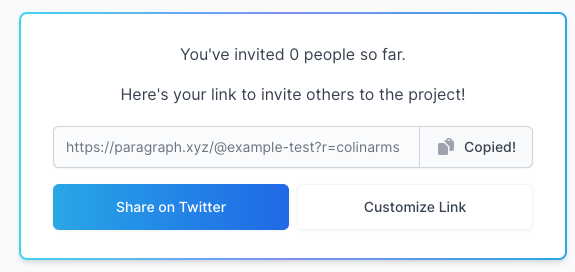 You've invited 0 people so far.
Here's your link to invite others to the project!
https://paragraph.xyz/@example-test?r=colinarms
Copied!
Share on Twitter
Customize Link